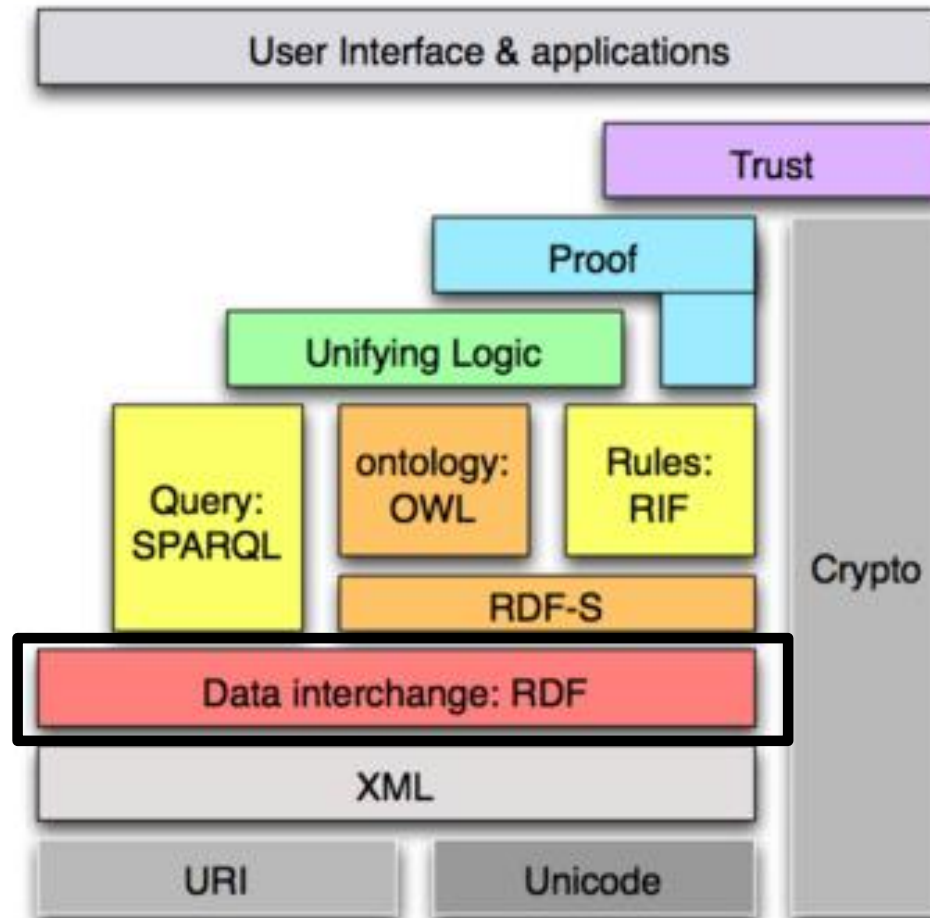 User Interface & applications
Trust
Proof
Unifying Logic
Query:
SPARQL
ontology:
OWL
Rules:
RIF
Crypto
RDF-S
Data interchange: RDF
XML
URI
Unicode